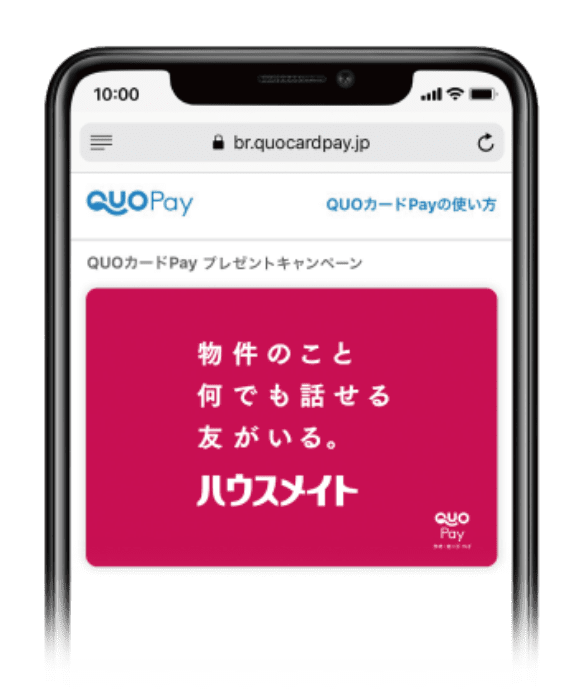 10:00
br.quocardpay.jp
QUOPay
QUOカードPayの使い方
QUOカードPay プレゼントキャンペーン
物件のこと
何でも話せる
友がいる。
ハウスメイト
QUO
Pay